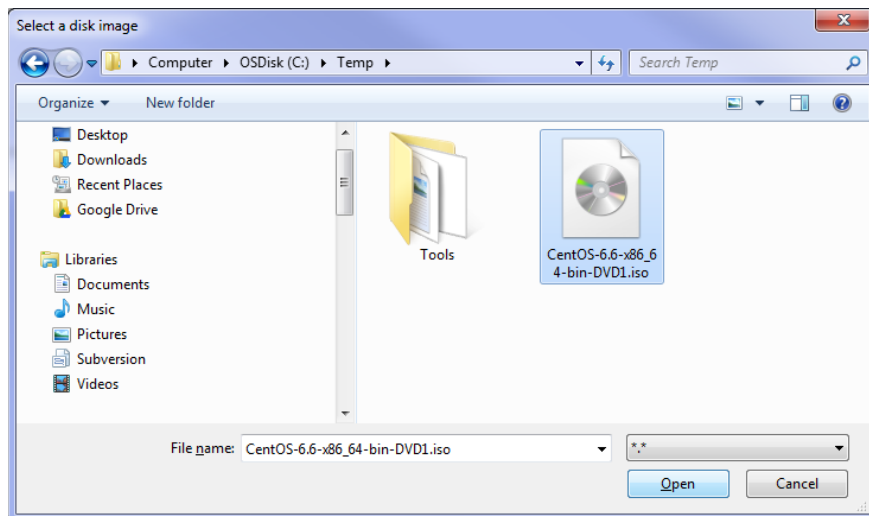 Select a disk image
Computer OSDisk (C:) Temp
Search Temp
Organize New folder
Desktop
Downloads
Recent Places
Google Drive
Libraries
Documents
Music
Pictures
Subversion
Videos
Tools
CentOS-6.6-x86_6
4-bin-DVD1.iso
File name: CentOS-6.6-x86_64-bin-DVD1.iso
*.*
Open Cancel